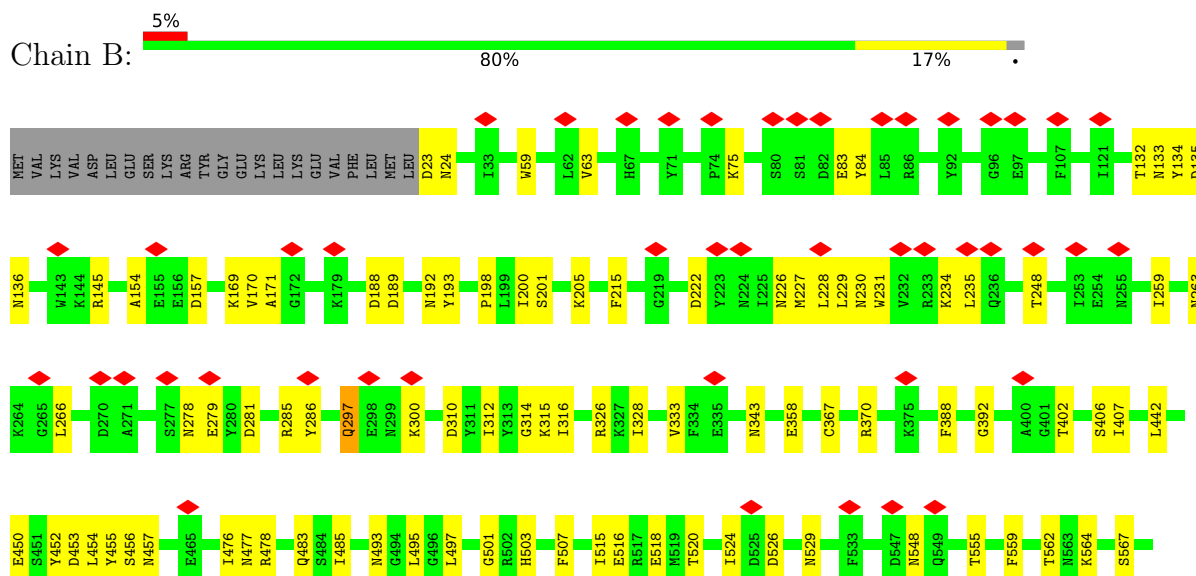 5%
Chain B:
80% 17% •
MET VAL LYS VAL ASP LEU GLU SER LYS ARG TYR GLY GLU LYS LEU LYS GLU VAL PHE LEU MET LEU D23 N24 I33 W59 L62 V63 H67 Y71 P74 K75 S80 S81 D82 E83 Y84 L85 R86 Y92 G96 E97 F107 I121 T132 N133 Y134 D135
N136 W143 K144 R145 A154 E155 E156 D157 K169 V170 A171 G172 K179 D188 D189 N192 Y193 P198 L199 I200 S201 K205 F215 G219 D222 Y223 N224 I225 N226 M227 L228 L229 N230 W231 V232 R233 K234 L235 Q236 T248 I253 E254 N255 I259 N263
K264 G265 L266 D270 A271 S277 N278 E279 Y280 D281 R285 Y286 Q297 E298 N299 K300 D310 Y311 I312 Y313 G314 K315 I316 R326 K327 I328 V333 F334 E335 N343 E358 C367 R370 K375 F388 G392 A400 G401 T402 S406 I407 L442
E450 S451 Y452 D453 L454 Y455 S456 N457 E465 I476 N477 R478 Q483 S484 I485 N493 G494 L495 G496 L497 G501 R502 H503 F507 I515 E516 R517 E518 M519 T520 I524 D525 D526 N529 F533 D547 N548 Q549 T555 F559 T562 N563 K564 S567